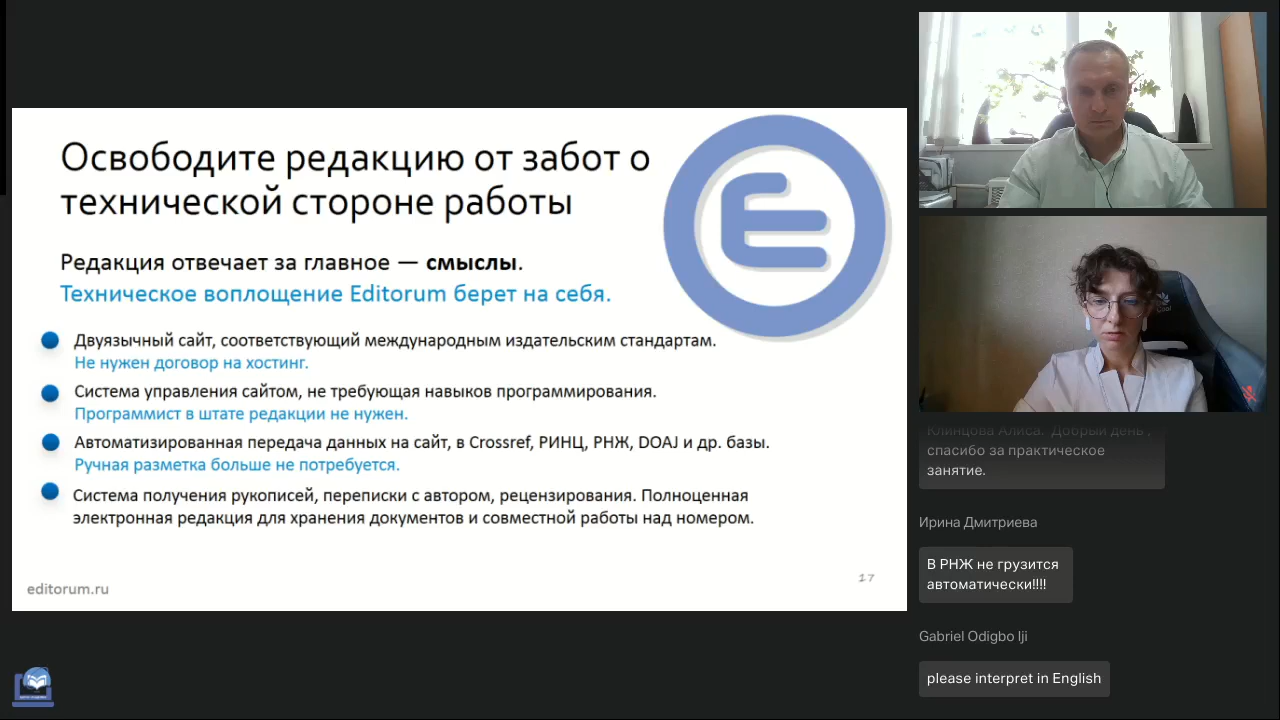 Освободите редакцию от забот о
технической стороне работы
Редакция отвечает за главное — смыслы.
Техническое воплощение Editorum берет на себя.
Двуязычный сайт, соответствующий международным издательским стандартам.
Не нужен договор на хостинг.
Система управления сайтом, не требующая навыков программирования.
Программист в штате редакции не нужен.
Автоматизированная передача данных на сайт, в Crossref, РИНЦ, РНЖ, DOAJ и др. базы.
Ручная разметка больше не потребуется.
Система получения рукописей, переписки с автором, рецензирования. Полноценная
электронная редакция для хранения документов и совместной работы над номером.
editorum.ru
17
Клинцова Алиса. Добрый день ,
спасибо за практическое
занятие.
Ирина Дмитриева
В РНЖ не грузится
автоматически!!!!
Gabriel Odigbo Iji
please interpret in English